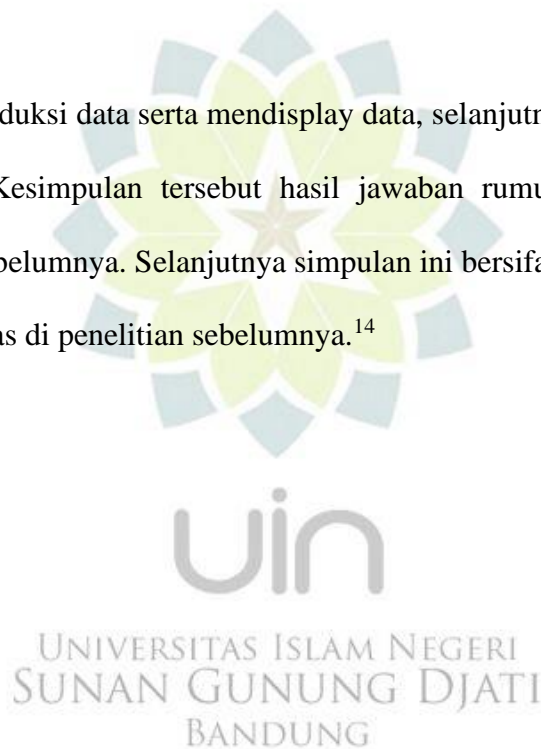 duksi data serta mendisplay data, selanjutn
Kesimpulan tersebut hasil jawaban rumu
belumnya. Selanjutnya simpulan ini bersifa
as di penelitian sebelumnya.14
uin
UNIVERSITAS ISLAM NEGERI
SUNAN GUNUNG DJATI
BANDUNG